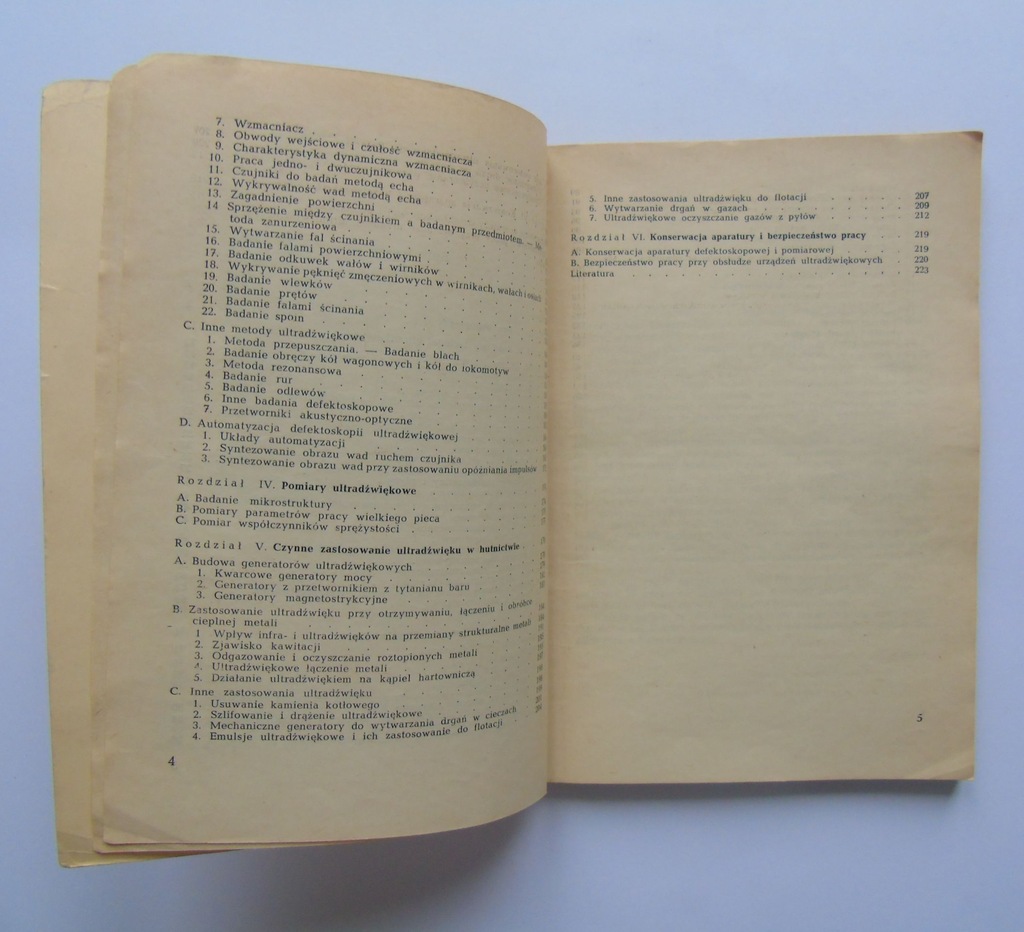 7. Wzmacniacz . . . . . . .
8. Obwody wejściowe i czułość wzmacniacza . . .
9. Charakterystyka dynamiczna wzmacniacza . . .
10. Praca jedno- i dwuczujnikowa . . . .
11. Czujniki do badań metodą echa . . . .
12. Wykrywalność wad metodą echa . . . .
13. Zagadnienie powierzchni . . . .
14 Sprzężenie między czujnikiem a badanym przedmiotem. — Me-
toda zanurzeniowa . . . . .
15. Wytwarzanie fal ścinania . . . . .
16. Badanie falami powierzchniowymi . . . .
17. Badanie odkuwek wałów i wirników . . . .
18. Wykrywanie pęknięć zmęczeniowych w wirnikach, wałach i osiach
19. Badanie wlewków . . . . .
20. Badanie prętów . . . . .
21. Badanie falami ścinania . . . . .
22. Badanie spoin . . . . .
C. Inne metody ultradźwiękowe . . . . .
1. Metoda przepuszczania. — Badanie blach . . . .
2. Badanie obręczy kół wagonowych i kół do lokomotyw . .
3. Metoda rezonansowa . . . . .
4. Badanie rur . . . . .
5. Badanie odlewów . . . . .
6. Inne badania defektoskopowe . . . . .
7. Przetworniki akustyczno-optyczne . . . . .
D. Automatyzacja defektoskopii ultradźwiękowej . . . .
1. Układy automatyzacji . . . . .
2. Syntezowanie obrazu wad ruchem czujnika . . . .
3. Syntezowanie obrazu wad przy zastosowaniu opóźniania impulsów
Rozdział IV. Pomiary ultradźwiękowe . . . . .
A. Badanie mikrostruktury . . . . .
B. Pomiary parametrów pracy wielkiego pieca . . . .
C. Pomiar współczynników sprężystości . . . . .
Rozdział V. Czynne zastosowanie ultradźwięku w hutnictwie .
A. Budowa generatorów ultradźwiękowych . . . . .
1. Kwarcowe generatory mocy . . . . .
2. Generatory z przetwornikiem z tytanianu baru . . . .
3. Generatory magnetostrykcyjne . . . . .
B. Zastosowanie ultradźwięku przy otrzymywaniu, łączeniu i obróbce
cieplnej metali . . . . .
1 Wpływ infra- i ultradźwięków na przemiany strukturalne metali
2. Zjawisko kawitacji . . . . .
3. Odgazowanie i oczyszczanie roztopionych metali . . .
4. Ultradźwiękowe łączenie metali . . . . .
5. Działanie ultradźwiękiem na kąpiel hartowniczą . . .
C. Inne zastosowania ultradźwięku . . . . .
1. Usuwanie kamienia kotłowego . . . . .
2. Szlifowanie i drążenie ultradźwiękowe . . . .
3. Mechaniczne generatory do wytwarzania drgań w cieczach
4. Emulsje ultradźwiękowe i ich zastosowanie do flotacji
4
5. Inne zastosowania ultradźwięku do flotacji . . . . . 207
6. Wytwarzanie drgań w gazach . . . . . . . 209
7. Ultradźwiękowe oczyszczanie gazów z pyłów . . . . . 212
Rozdział VI. Konserwacja aparatury i bezpieczeństwo pracy . . 219
A. Konserwacja aparatury defektoskopowej i pomiarowej . . . . 219
B. Bezpieczeństwo pracy przy obsłudze urządzeń ultradźwiękowych . 220
Literatura . . . . . . . . . . 223
5